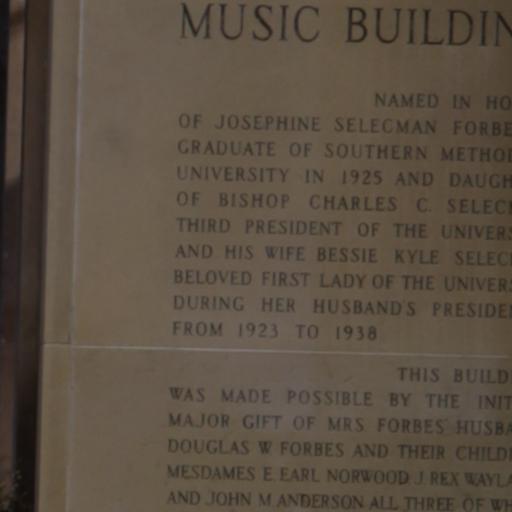 MUSIC BUILDIN
NAMED IN HO
OF JOSEPHINE SELECMAN FORBE
GRADUATE OF SOUTHERN METHOD
UNIVERSITY IN 1925 AND DAUGH
OF BISHOP CHARLES C. SELEC
THIRD PRESIDENT OF THE UNIVERS
AND HIS WIFE BESSIE KYLE SELEC
BELOVED FIRST LADY OF THE UNIVERS
DURING HER HUSBAND'S PRESIDE
FROM 1923 TO 1938
THIS BUILD
WAS MADE POSSIBLE BY THE INIT
MAJOR GIFT OF MRS FORBES' HUSBA
DOUGLAS W FORBES AND THEIR CHILD
MESDAMES E. EARL NORWOOD J REX WAYLA
AND JOHN M ANDERSON ALL THREE OF WH